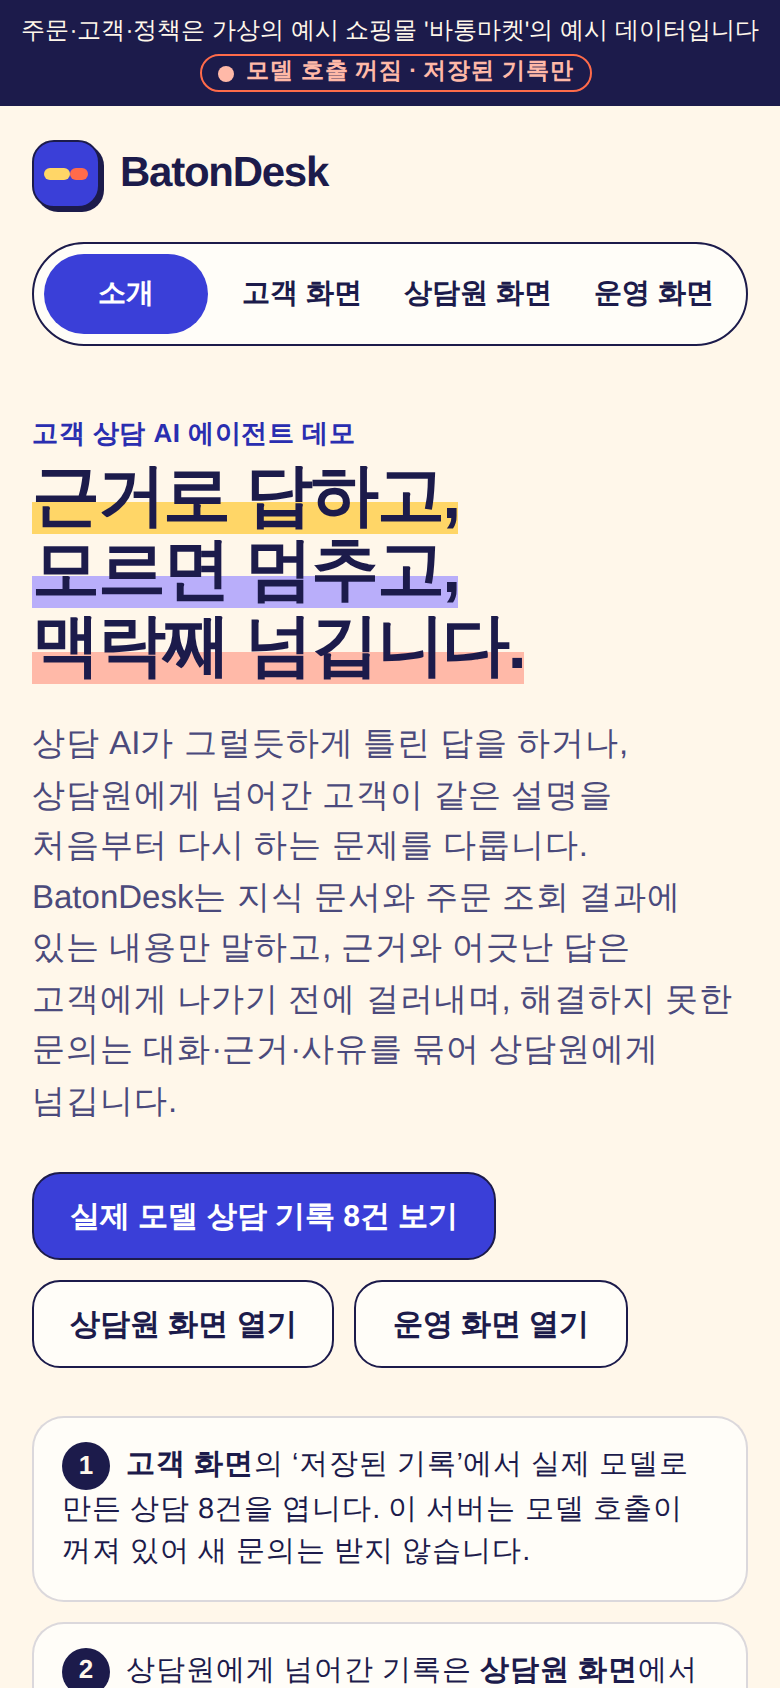 주문·고객·정책은 가상의 예시 쇼핑몰 '바통마켓'의 예시 데이터입니다
모델 호출 꺼짐 · 저장된 기록만
BatonDesk
소개 고객 화면 상담원 화면 운영 화면
고객 상담 AI 에이전트 데모
근거로 답하고,
모르면 멈추고,
맥락째 넘깁니다.
상담 AI가 그럴듯하게 틀린 답을 하거나,
상담원에게 넘어간 고객이 같은 설명을
처음부터 다시 하는 문제를 다룹니다.
BatonDesk는 지식 문서와 주문 조회 결과에
있는 내용만 말하고, 근거와 어긋난 답은
고객에게 나가기 전에 걸러내며, 해결하지 못한
문의는 대화·근거·사유를 묶어 상담원에게
넘깁니다.
실제 모델 상담 기록 8건 보기
상담원 화면 열기 운영 화면 열기
1 고객 화면의 ‘저장된 기록’에서 실제 모델로
만든 상담 8건을 엽니다. 이 서버는 모델 호출이
꺼져 있어 새 문의는 받지 않습니다.
2 상담원에게 넘어간 기록은 상담원 화면에서